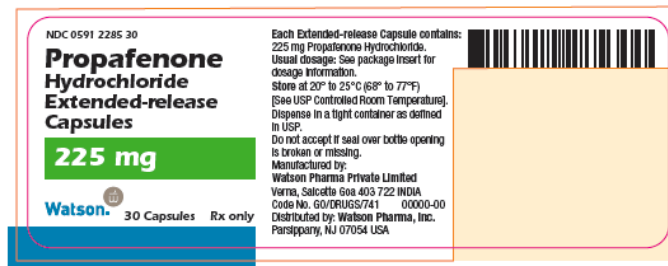 NDC 0591 2285 30
Propafenone
Hydrochloride
Extended-release
Capsules
225 mg
Watson.
30 Capsules Rx only
Each Extended-release Capsule contains:
225 mg Propafenone Hydrochloride.
Usual dosage: See package insert for
dosage information.
Store at 20° to 25°C (68° to 77°F)
[See USP Controlled Room Temperature].
Dispense in a tight container as defined
in USP.
Do not accept if seal over bottle opening
is broken or missing.
Manufactured by:
Watson Pharma Private Limited
Verna, Salcette Goa 403 722 INDIA
Code No. GO/DRUGS/741 00000-00
Distributed by: Watson Pharma, Inc.
Parsippany, NJ 07054 USA